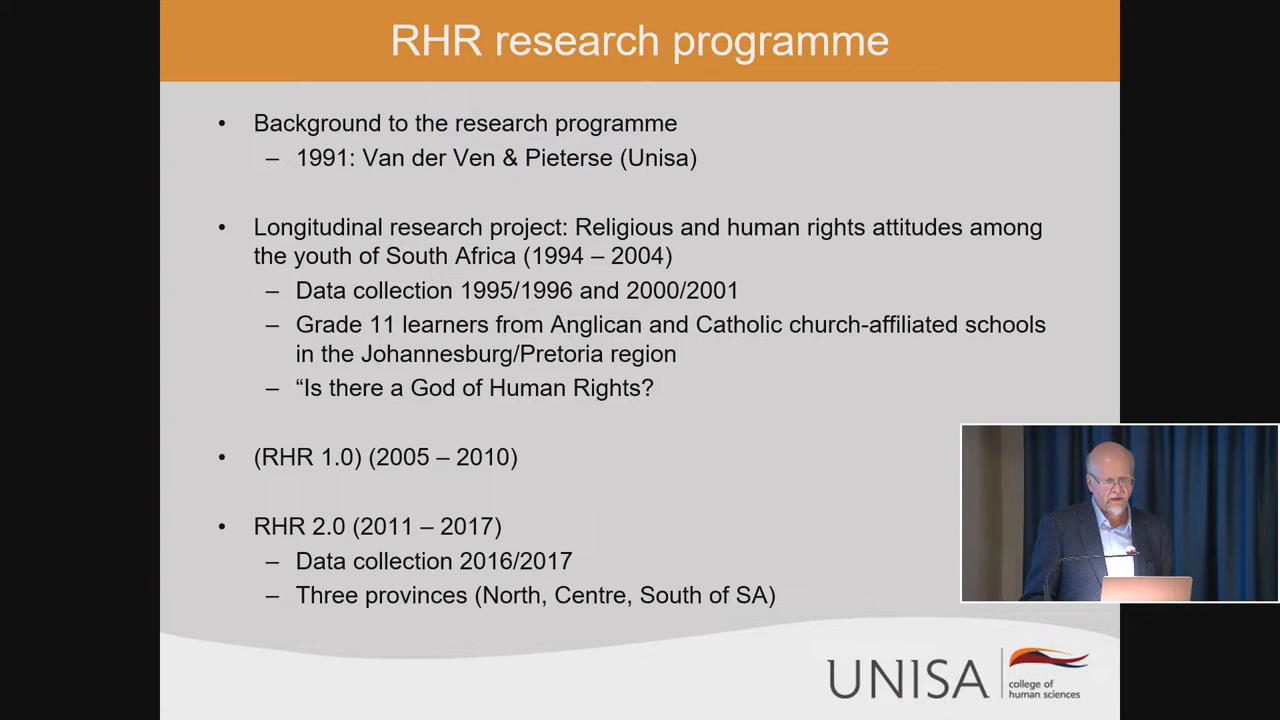 RHR research programme
• Background to the research programme
– 1991: Van der Ven & Pieterse (Unisa)
• Longitudinal research project: Religious and human rights attitudes among
the youth of South Africa (1994 – 2004)
– Data collection 1995/1996 and 2000/2001
– Grade 11 learners from Anglican and Catholic church-affiliated schools
in the Johannesburg/Pretoria region
– “Is there a God of Human Rights?
• (RHR 1.0) (2005 – 2010)
• RHR 2.0 (2011 – 2017)
– Data collection 2016/2017
– Three provinces (North, Centre, South of SA)
UNISA
college of
human sciences